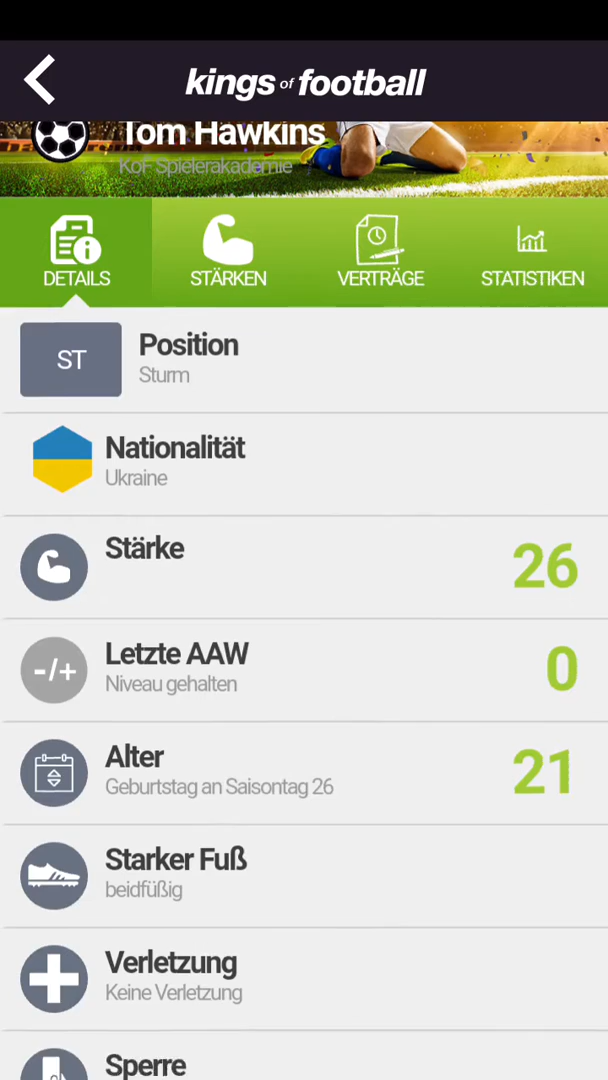 kings of football
Tom Hawkins
KoF Spielerakademie
DETAILS
STÄRKEN
VERTRÄGE
STATISTIKEN
ST
Position
Sturm
Nationalität
Ukraine
Stärke
26
-/+
Letzte AAW
Niveau gehalten
0
Alter
Geburtstag an Saisontag 26
21
Starker Fuß
beidfüßig
Verletzung
Keine Verletzung
Sperre